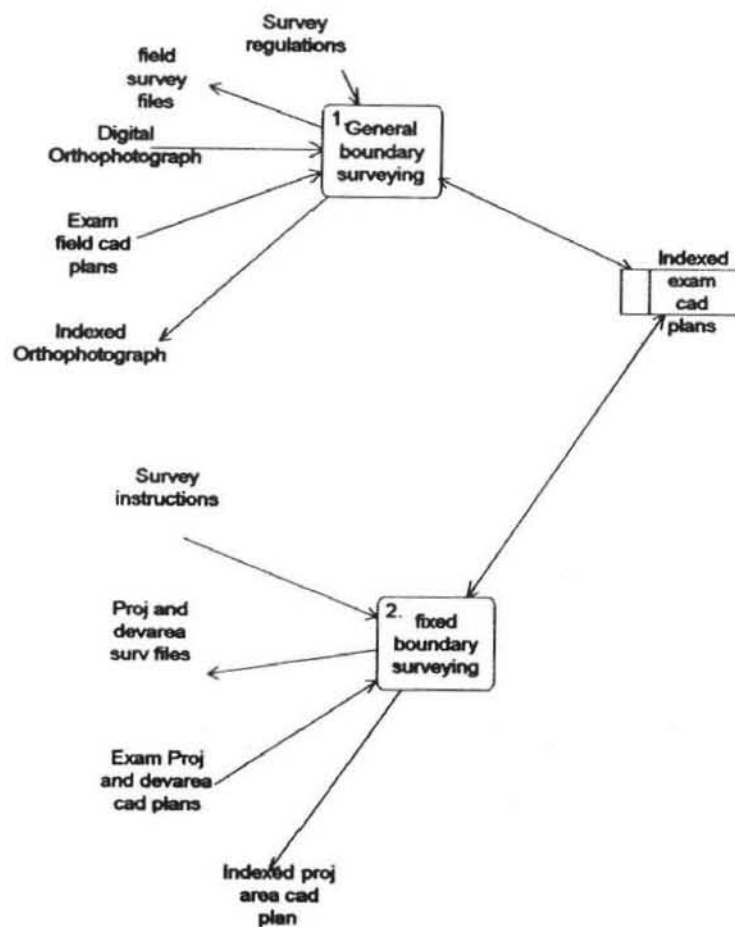 Survey
regulations
field
survey
files
Digital
Orthophotograph
1.
General
boundary
surveying
Exam
field cad
plans
Indexed
Orthophotograph
Indexed
exam
cad
plans
Survey
instructions
Proj and
devarea
surv files
2.
fixed
boundary
surveying
Exam Proj
and devarea
cad plans
Indexed proj
area cad
plan